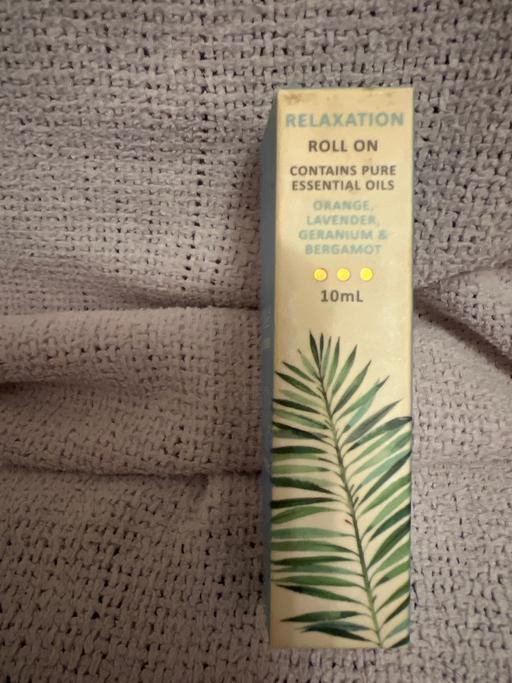 RELAXATION
ROLL ON
CONTAINS PURE
ESSENTIAL OILS
ORANGE,
LAVENDER,
GERANIUM &
BERGAMOT
10mL